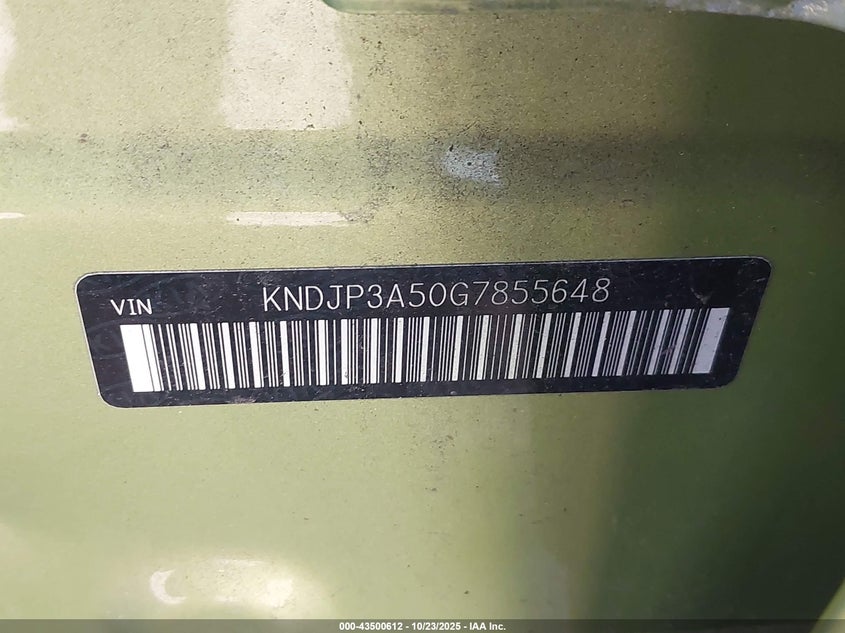 VIN KNDJP3A50G7855648
000-43500612 - 10/23/2025 - IAA Inc.